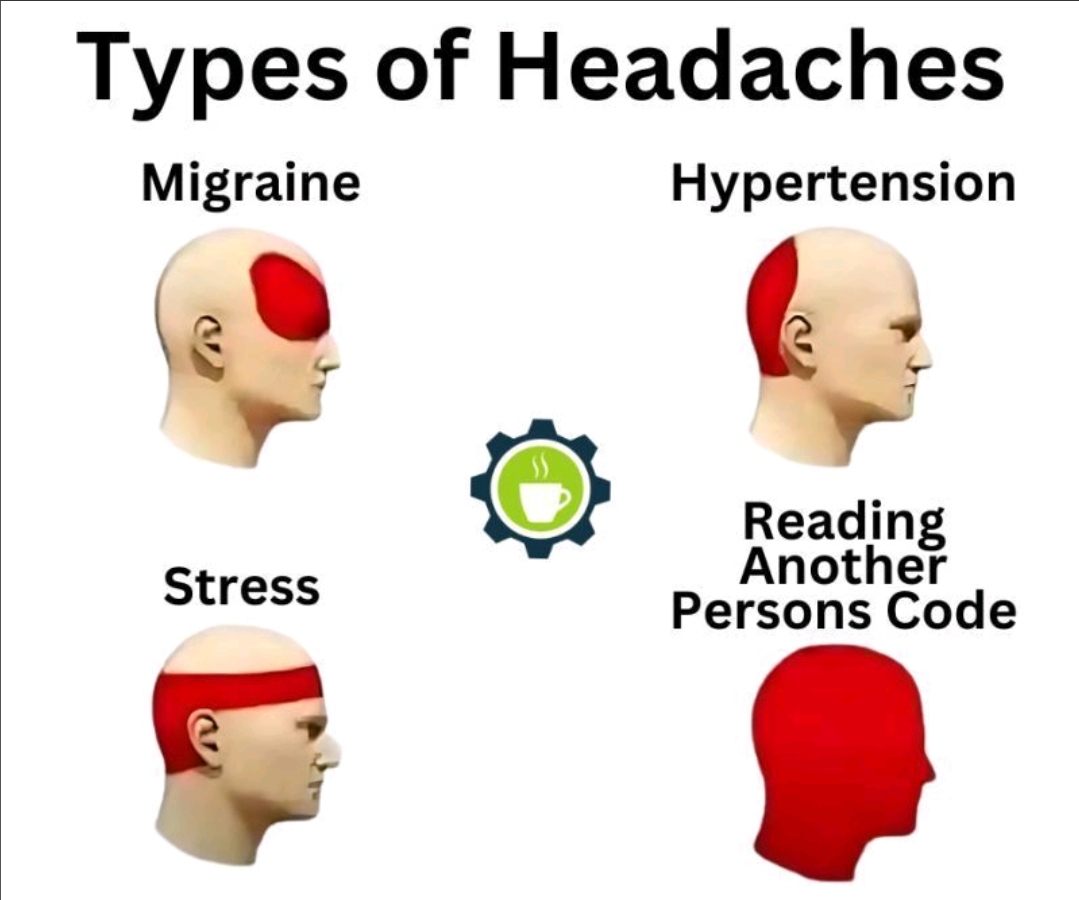 Types of Headaches
Migraine
Hypertension
Stress
Reading
Another
Persons Code